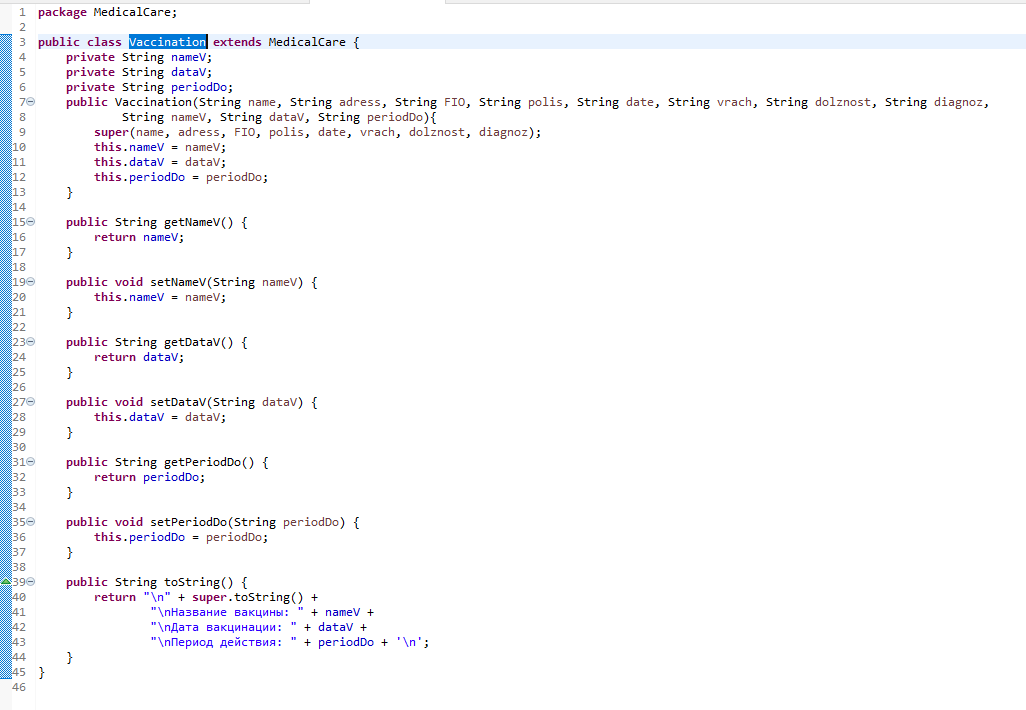 1 package MedicalCare;
2
3 public class Vaccination extends MedicalCare {
4     private String nameV;
5     private String dataV;
6     private String periodDo;
7     public Vaccination(String name, String adress, String FIO, String polis, String date, String vrach, String dolznost, String diagnoz,
8             String nameV, String dataV, String periodDo){
9         super(name, adress, FIO, polis, date, vrach, dolznost, diagnoz);
10         this.nameV = nameV;
11         this.dataV = dataV;
12         this.periodDo = periodDo;
13     }
14
15     public String getNameV() {
16         return nameV;
17     }
18
19     public void setNameV(String nameV) {
20         this.nameV = nameV;
21     }
22
23     public String getDataV() {
24         return dataV;
25     }
26
27     public void setDataV(String dataV) {
28         this.dataV = dataV;
29     }
30
31     public String getPeriodDo() {
32         return periodDo;
33     }
34
35     public void setPeriodDo(String periodDo) {
36         this.periodDo = periodDo;
37     }
38
39     public String toString() {
40         return "\n" + super.toString() +
41                 "\nНазвание вакцины: " + nameV +
42                 "\nДата вакцинации: " + dataV +
43                 "\nПериод действия: " + periodDo + '\n';
44     }
45 }
46